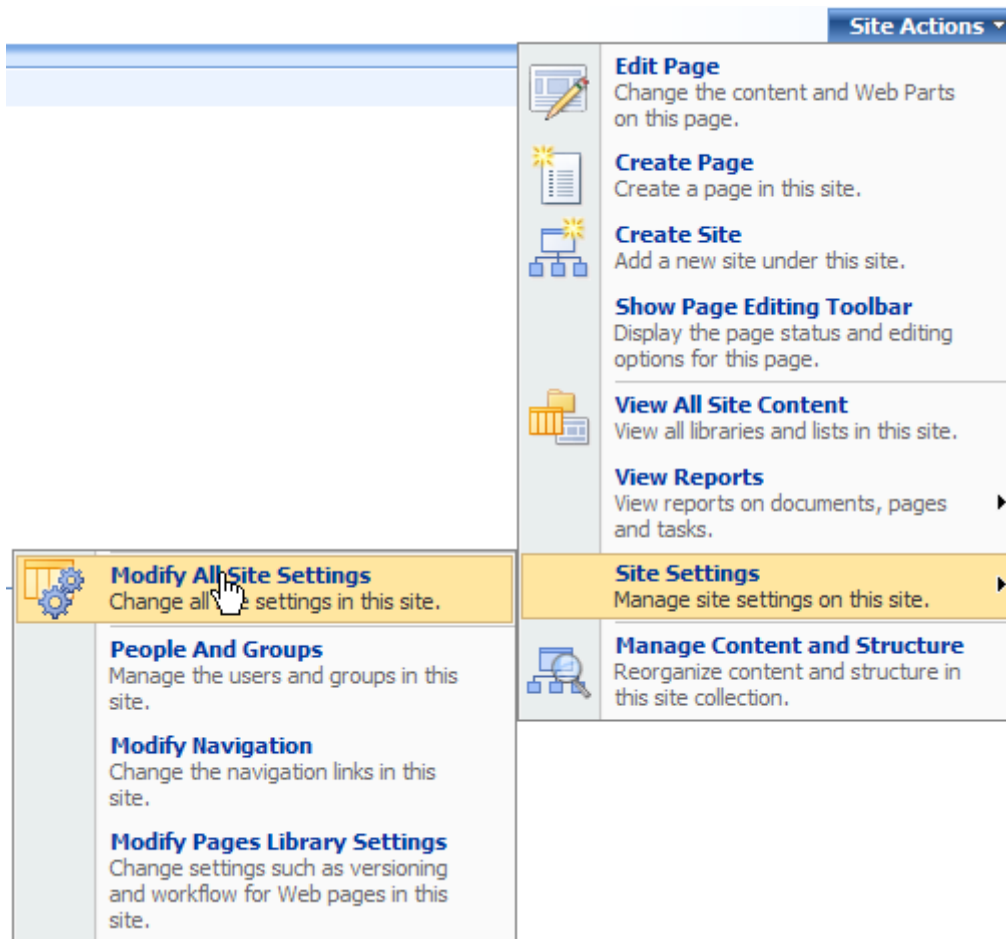 Site Actions
Edit Page
Change the content and Web Parts
on this page.
Create Page
Create a page in this site.
Create Site
Add a new site under this site.
Show Page Editing Toolbar
Display the page status and editing
options for this page.
View All Site Content
View all libraries and lists in this site.
View Reports
View reports on documents, pages
and tasks.
Site Settings
Manage site settings on this site.
Manage Content and Structure
Reorganize content and structure in
this site collection.
Modify All Site Settings
Change all settings in this site.
People And Groups
Manage the users and groups in this
site.
Modify Navigation
Change the navigation links in this
site.
Modify Pages Library Settings
Change settings such as versioning
and workflow for Web pages in this
site.